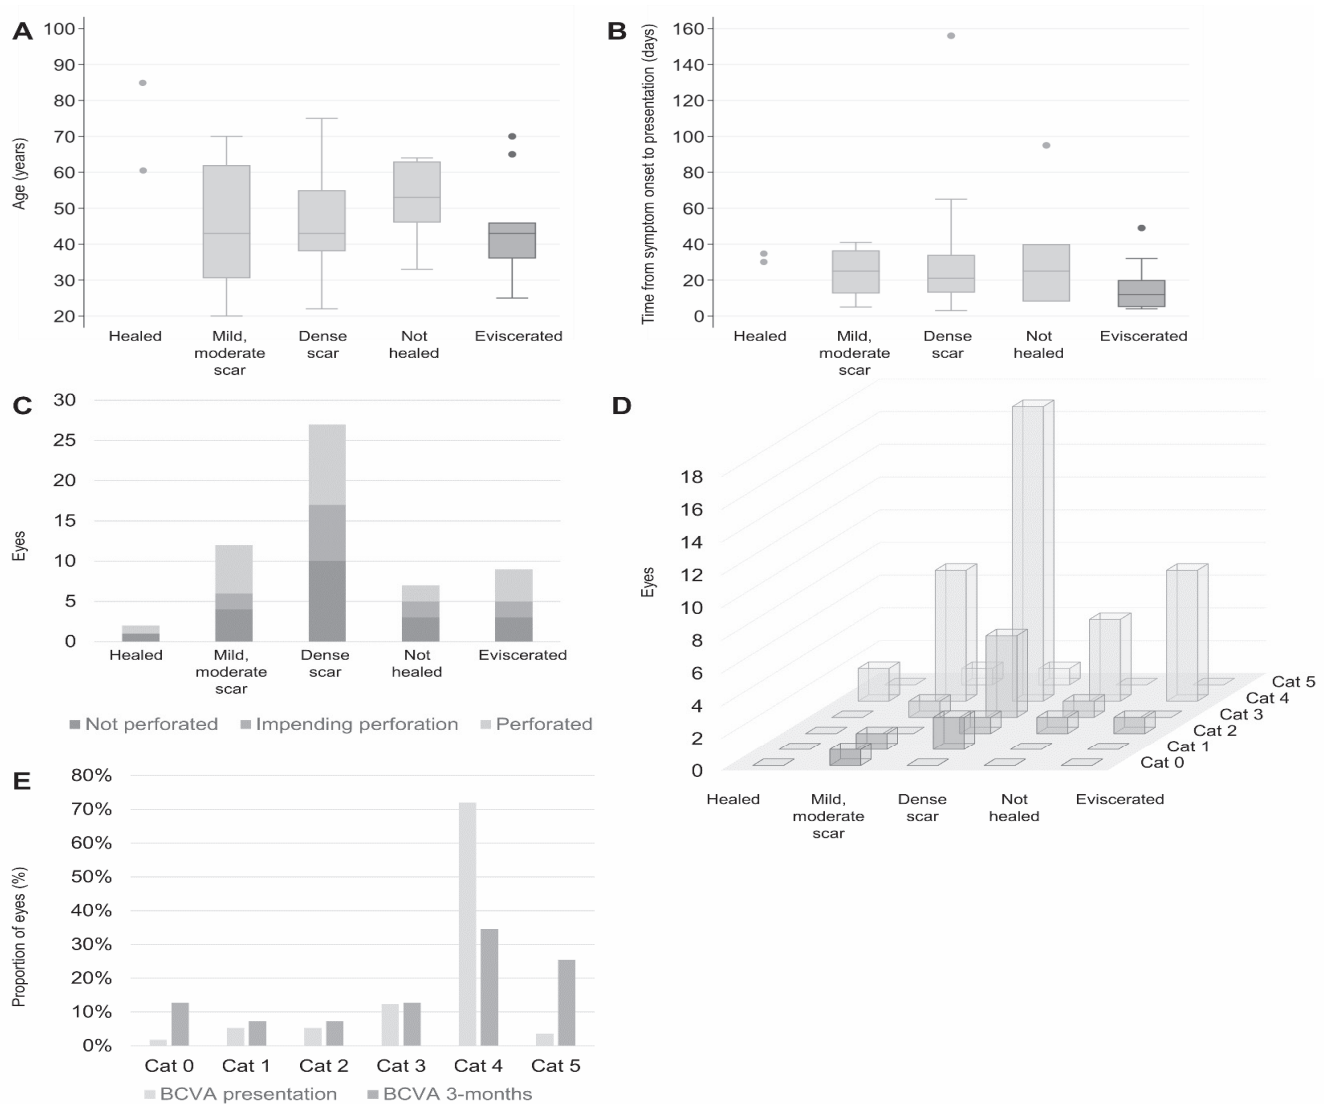 A
Age (years)
100
90
80
70
60
50
40
30
20
Healed
Mild,
moderate
scar
Dense
scar
Not
healed
Eviscerated
B
Time from symptom onset to presentation (days)
160
140
120
100
80
60
40
20
0
Healed
Mild,
moderate
scar
Dense
scar
Not
healed
Eviscerated
C
Eyes
30
25
20
15
10
5
0
Healed
Mild,
moderate
scar
Dense
scar
Not
healed
Eviscerated
Not perforated
Impending perforation
Perforated
D
Eyes
18
16
14
12
10
8
6
4
2
0
Healed
Mild,
moderate
scar
Dense
scar
Not
healed
Eviscerated
Cat 5
Cat 4
Cat 3
Cat 2
Cat 1
Cat 0
E
Proportion of eyes (%)
80%
70%
60%
50%
40%
30%
20%
10%
0%
Cat 0
Cat 1
Cat 2
Cat 3
Cat 4
Cat 5
BCVA presentation
BCVA 3-months